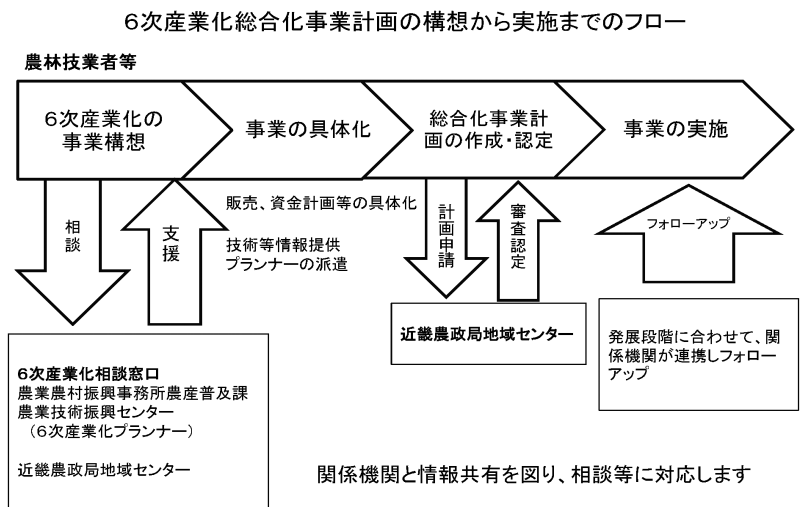 ６次産業化総合化事業計画の構想から実施までのフロー
農林技業者等
６次産業化の
事業構想
事業の具体化
総合化事業計
画の作成・認定
事業の実施
相談
支援
販売、資金計画等の具体化
技術等情報提供
プランナーの派遣
計画申請
審査認定
フォローアップ
６次産業化相談窓口
農業農村振興事務所農産普及課
農業技術振興センター
（６次産業化プランナー）
近畿農政局地域センター
近畿農政局地域センター
発展段階に合わせて、関
係機関が連携しフォロー
アップ
関係機関と情報共有を図り、相談等に対応します